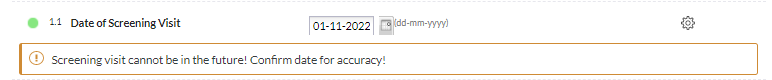 1.1 Date of Screening Visit 01-11-2022 (dd-mm-yyyy)
Screening visit cannot be in the future! Confirm date for accuracy!